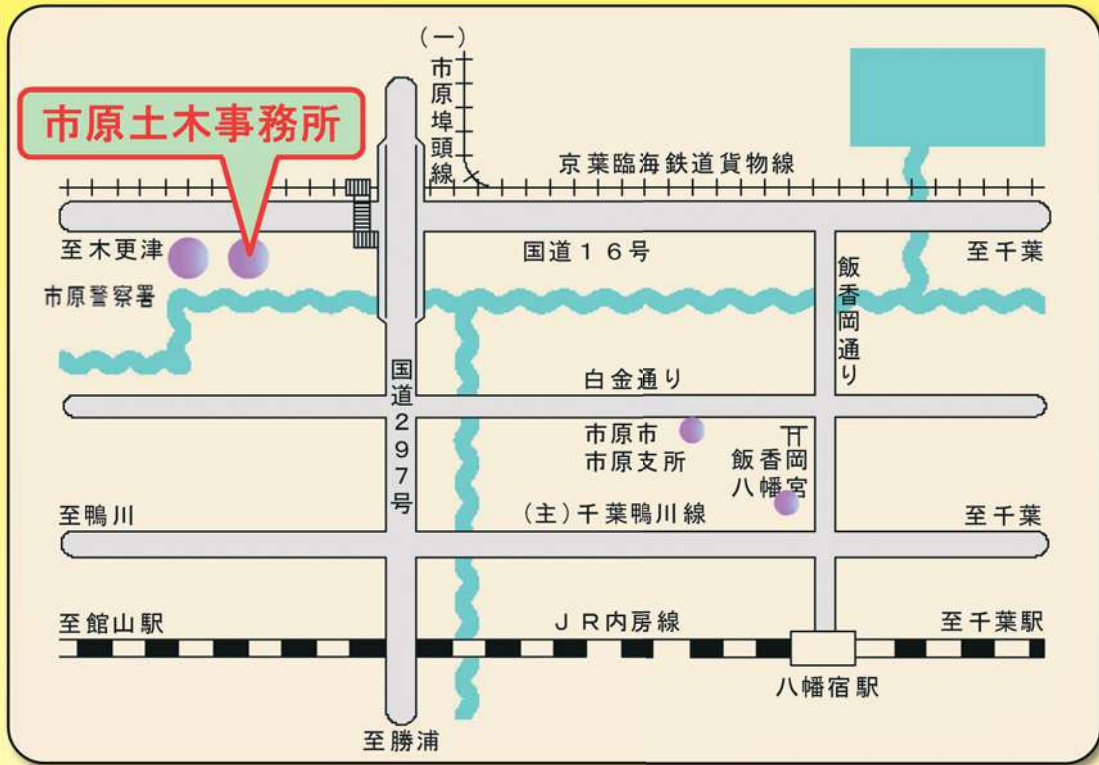 (一)市原埠頭線
市原土木事務所
京葉臨海鉄道貨物線
至木更津
国道16号
至千葉
市原警察署
飯香岡通り
国道297号
白金通り
市原市
市原支所
飯香岡
八幡宮
至鴨川
(主)千葉鴨川線
至千葉
至館山駅
JR内房線
至千葉駅
八幡宿駅
至勝浦